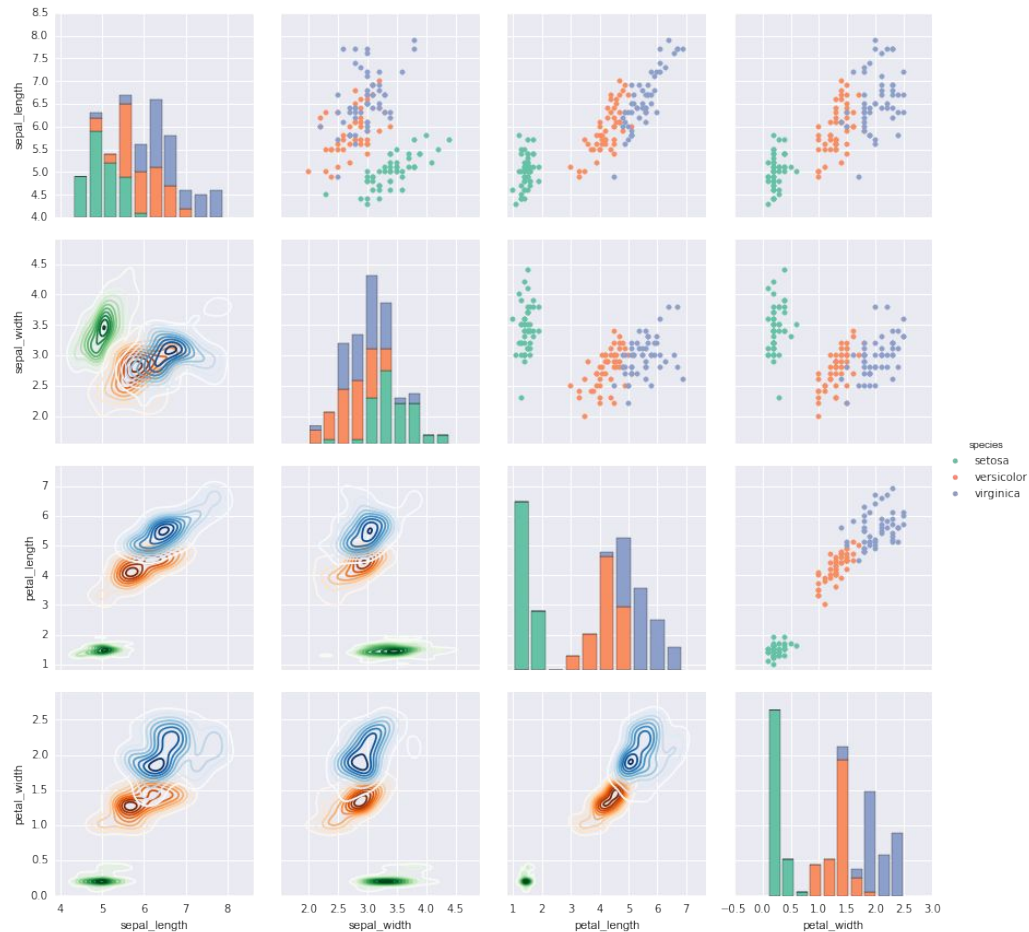 8.5
8.0
7.5
7.0
6.5
6.0
5.5
5.0
4.5
4.0
sepal_length
4.5
4.0
3.5
3.0
2.5
2.0
sepal_width
species
setosa
versicolor
virginica
7
6
5
4
3
2
1
petal_length
2.5
2.0
1.5
1.0
0.5
0.0
petal_width
4 5 6 7 8
2.0 2.5 3.0 3.5 4.0 4.5
1 2 3 4 5 6 7
−0.5 0.0 0.5 1.0 1.5 2.0 2.5 3.0
sepal_length
sepal_width
petal_length
petal_width